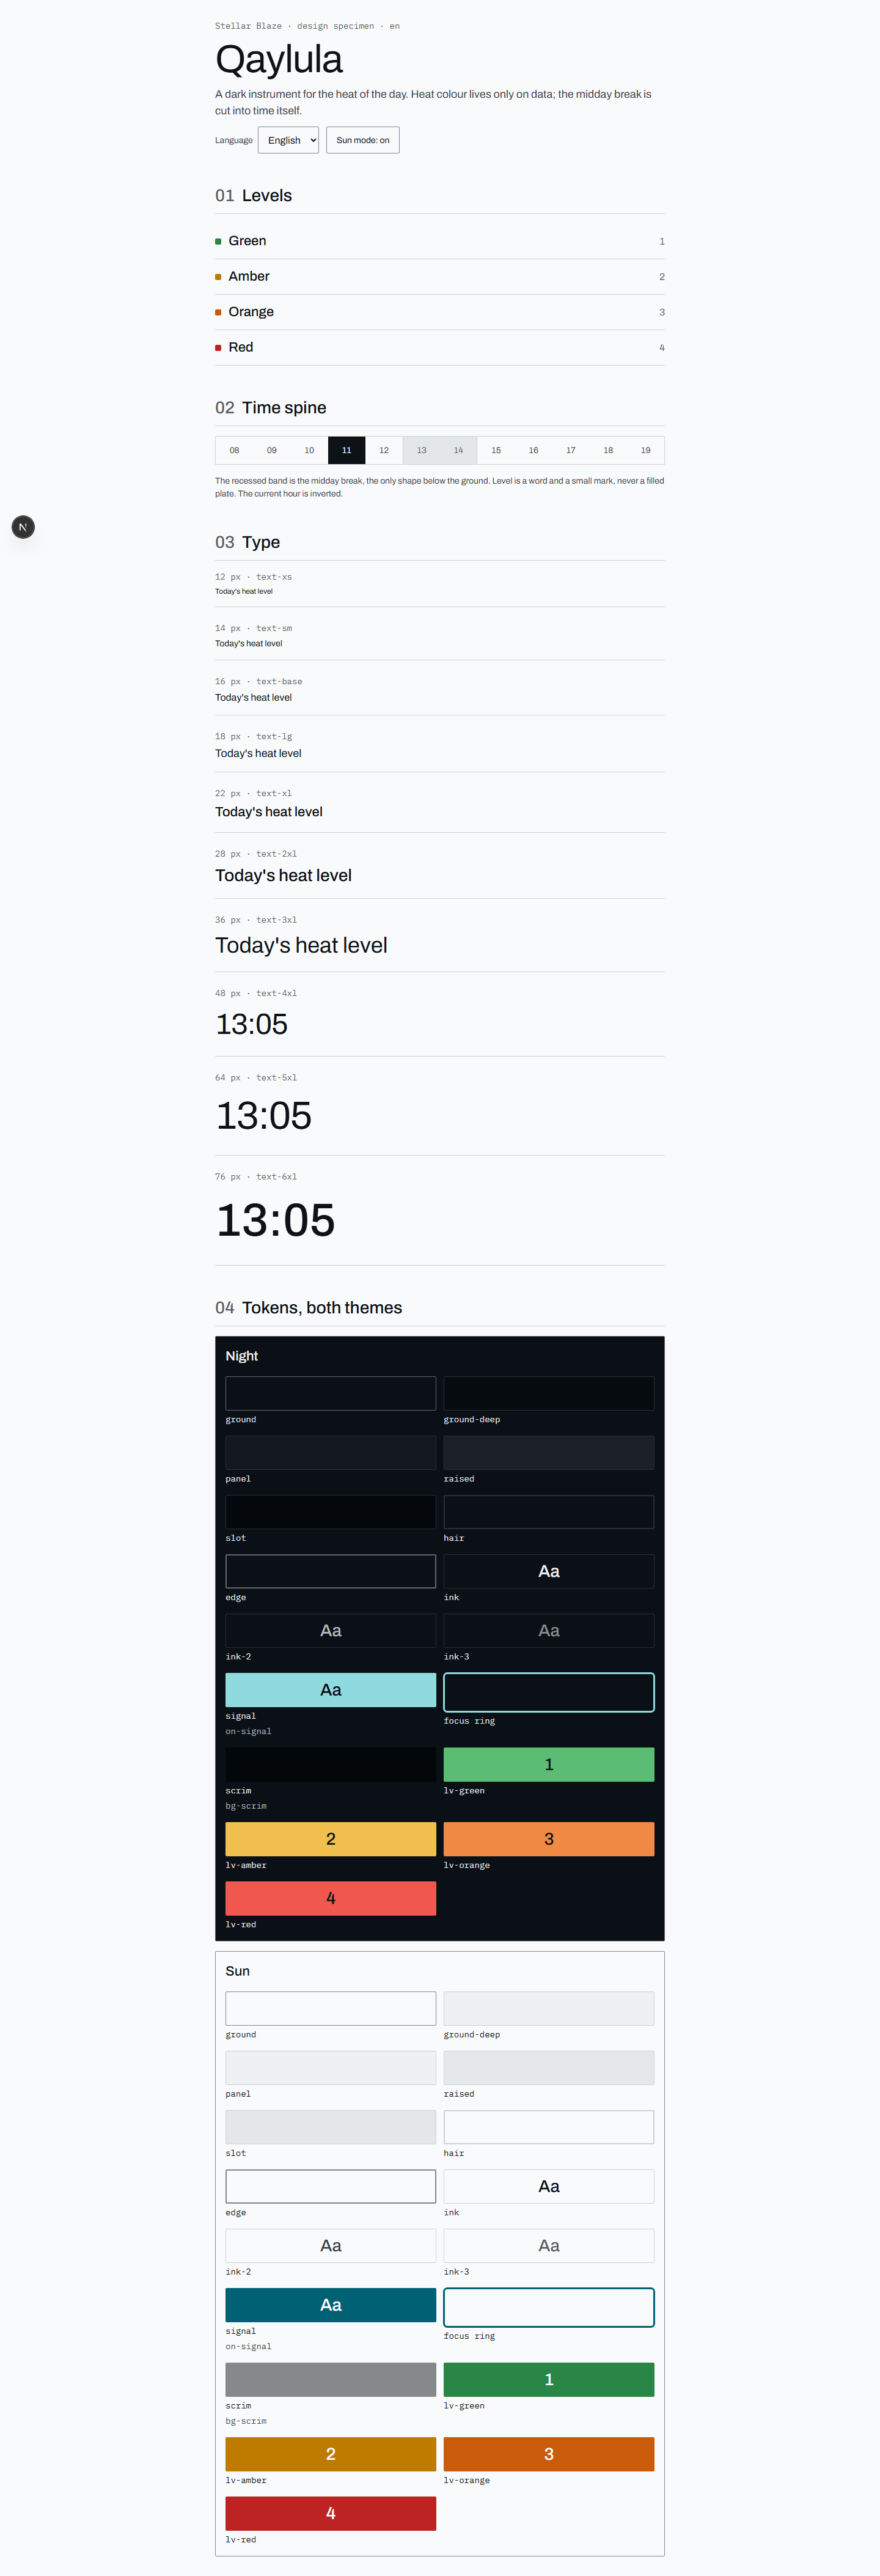 Stellar Blaze · design specimen · en
Qaylula
A dark instrument for the heat of the day. Heat colour lives only on data; the midday break is
cut into time itself.
Language English Sun mode: on
01 Levels
Green 1
Amber 2
Orange 3
Red 4
02 Time spine
08 09 10 11 12 13 14 15 16 17 18 19
The recessed band is the midday break, the only shape below the ground. Level is a word and a small mark, never a filled
plate. The current hour is inverted.
N
03 Type
12 px · text-xs
Today's heat level
14 px · text-sm
Today's heat level
16 px · text-base
Today's heat level
18 px · text-lg
Today's heat level
22 px · text-xl
Today's heat level
28 px · text-2xl
Today's heat level
36 px · text-3xl
Today's heat level
48 px · text-4xl
13:05
64 px · text-5xl
13:05
76 px · text-6xl
13:05
04 Tokens, both themes
Night
ground ground-deep
panel raised
slot hair
Aa
edge ink
Aa Aa
ink-2 ink-3
Aa
signal focus ring
on-signal
1
scrim lv-green
bg-scrim
2 3
lv-amber lv-orange
4
lv-red
Sun
ground ground-deep
panel raised
slot hair
Aa
edge ink
Aa Aa
ink-2 ink-3
Aa
signal focus ring
on-signal
1
scrim lv-green
bg-scrim
2 3
lv-amber lv-orange
4
lv-red